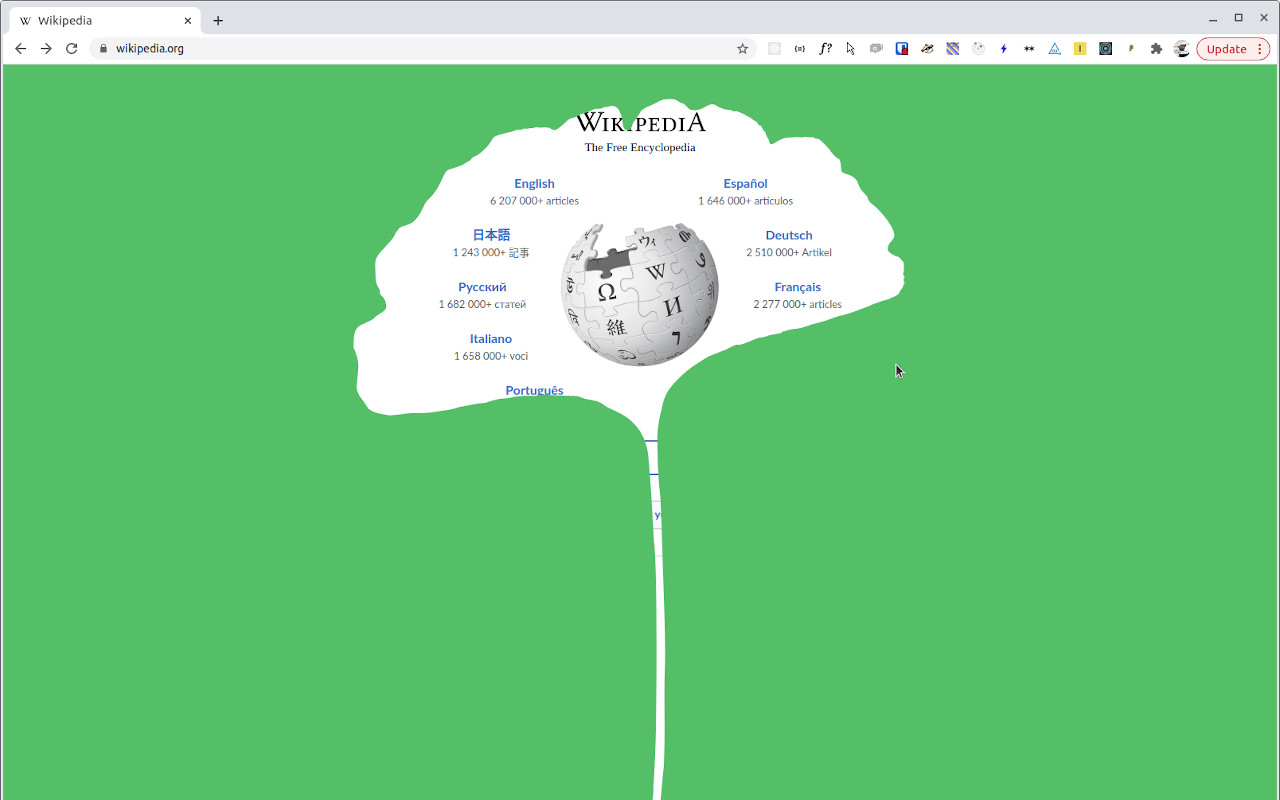 Wikipedia
wikipedia.org
Update
WIKIPEDIA
The Free Encyclopedia
English
6 207 000+ articles
Español
1 646 000+ artículos
日本語
1 243 000+ 記事
Deutsch
2 510 000+ Artikel
Русский
1 682 000+ статей
Français
2 277 000+ articles
Italiano
1 658 000+ voci
Português